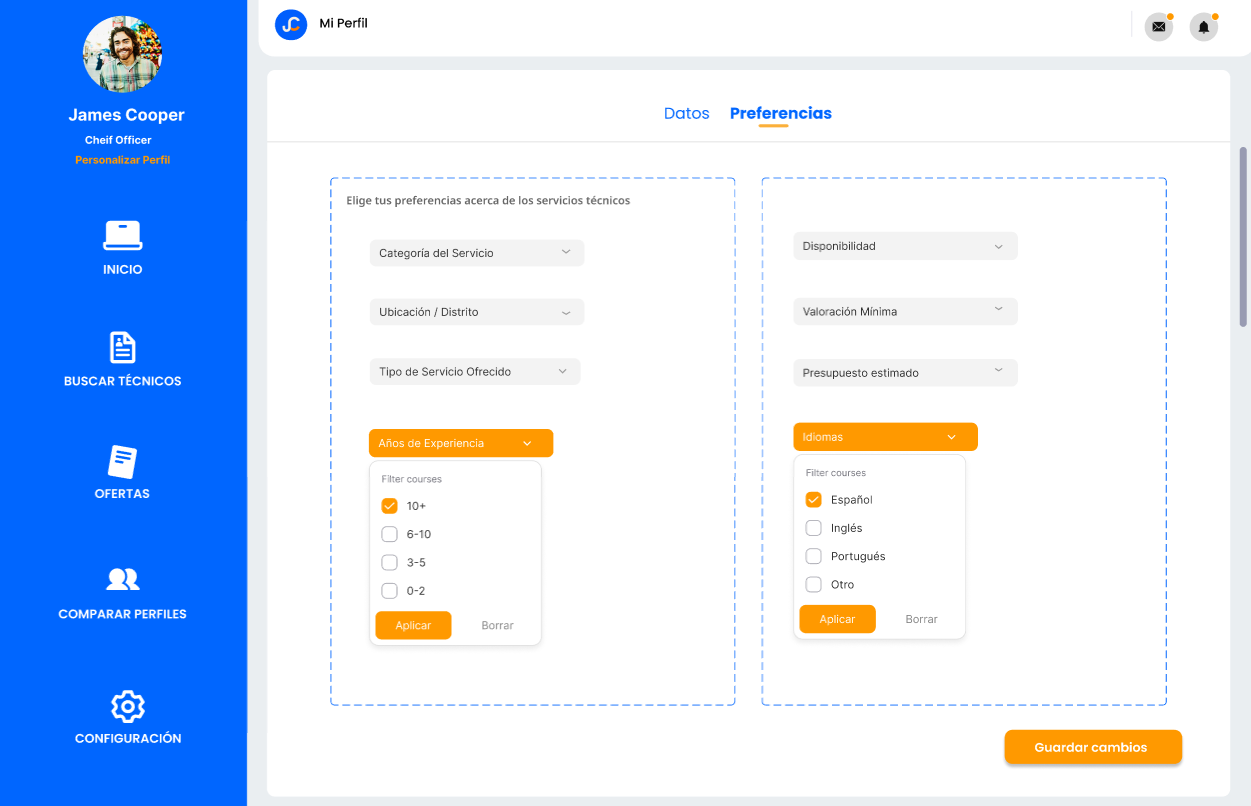 James Cooper
Cheif Officer
Personalizar Perfil
INICIO
BUSCAR TÉCNICOS
OFERTAS
COMPARAR PERFILES
CONFIGURACIÓN
JC
Mi Perfil
Datos
Preferencias
Elige tus preferencias acerca de los servicios técnicos
Categoría del Servicio
Ubicación / Distrito
Tipo de Servicio Ofrecido
Años de Experiencia
Filter courses
10+
6-10
3-5
0-2
Aplicar
Borrar
Disponibilidad
Valoración Mínima
Presupuesto estimado
Idiomas
Filter courses
Español
Inglés
Portugués
Otro
Aplicar
Borrar
Guardar cambios